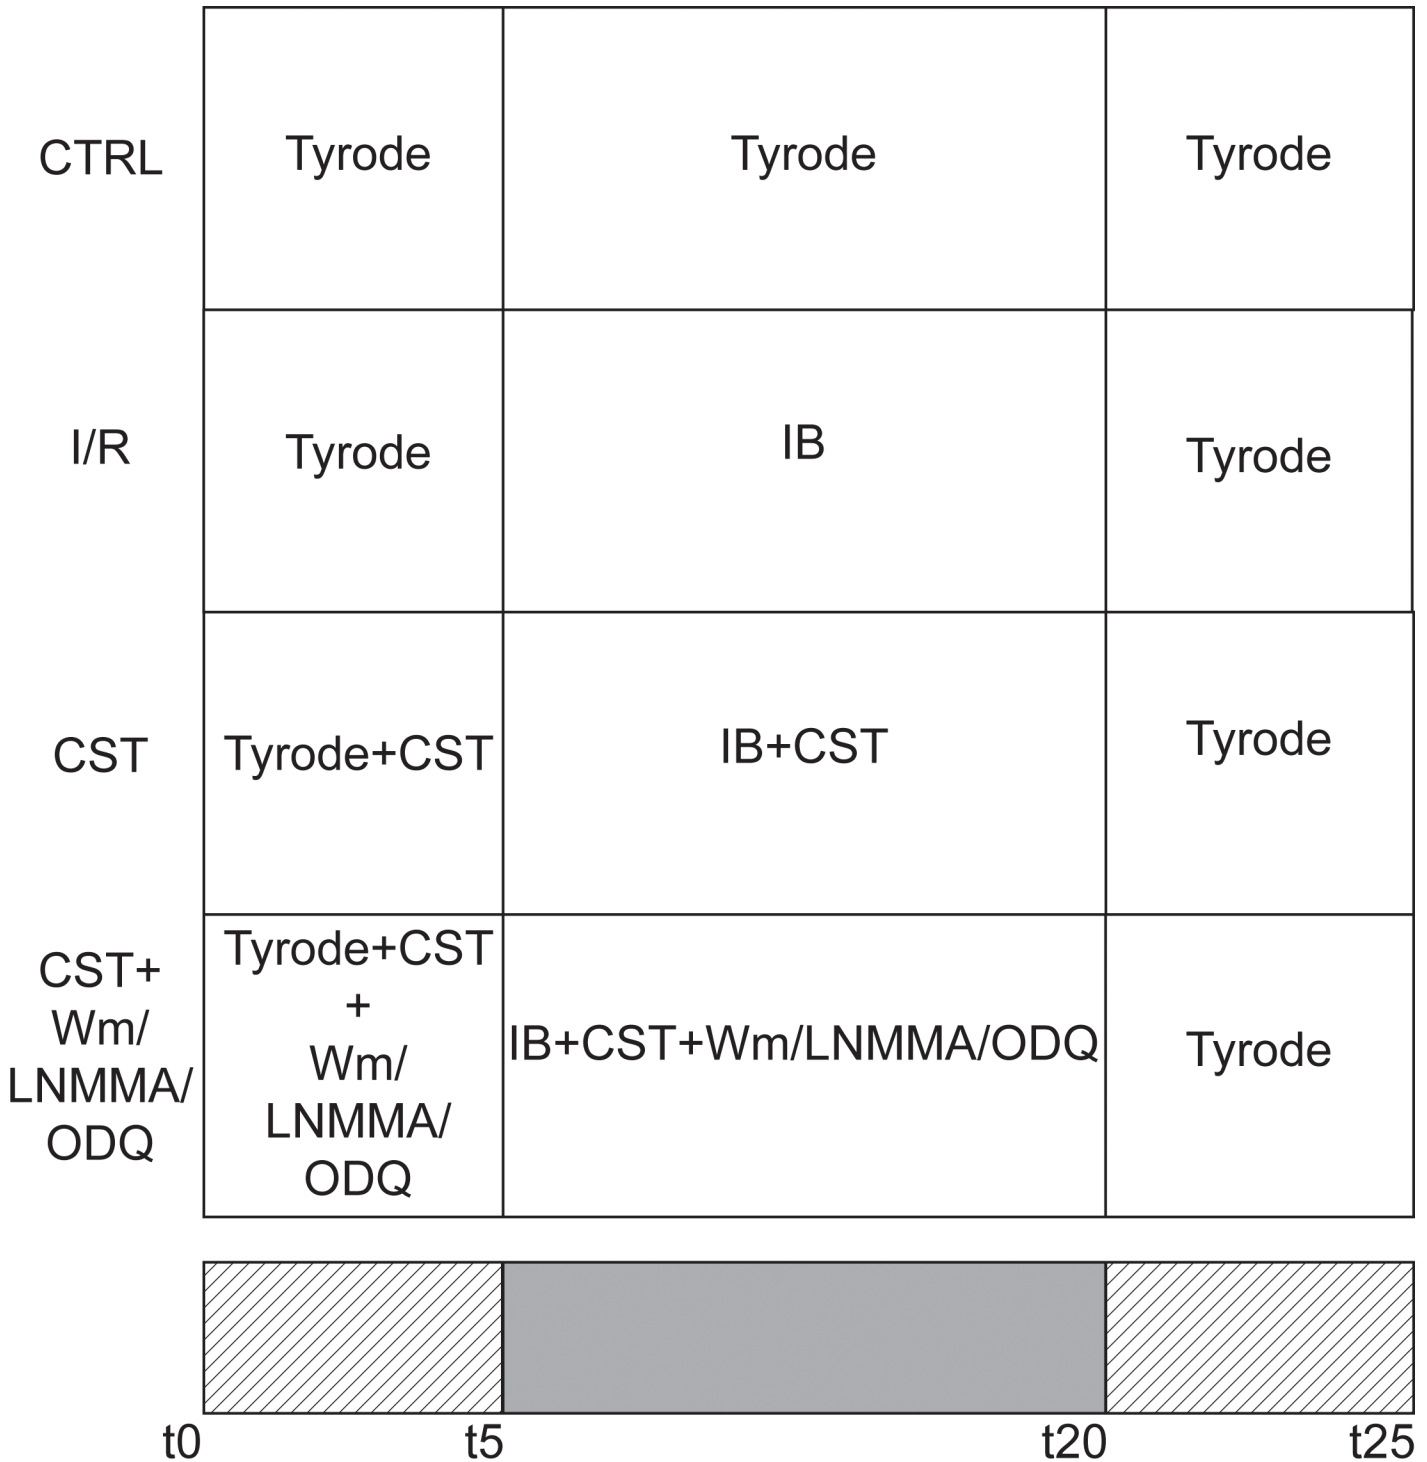 CTRL
Tyrode
Tyrode
Tyrode
I/R
Tyrode
IB
Tyrode
CST
Tyrode+CST
IB+CST
Tyrode
CST+
Wm/
LNMMA/
ODQ
Tyrode+CST
+
Wm/
LNMMA/
ODQ
IB+CST+Wm/LNMMA/ODQ
Tyrode
t0
t5
t20
t25